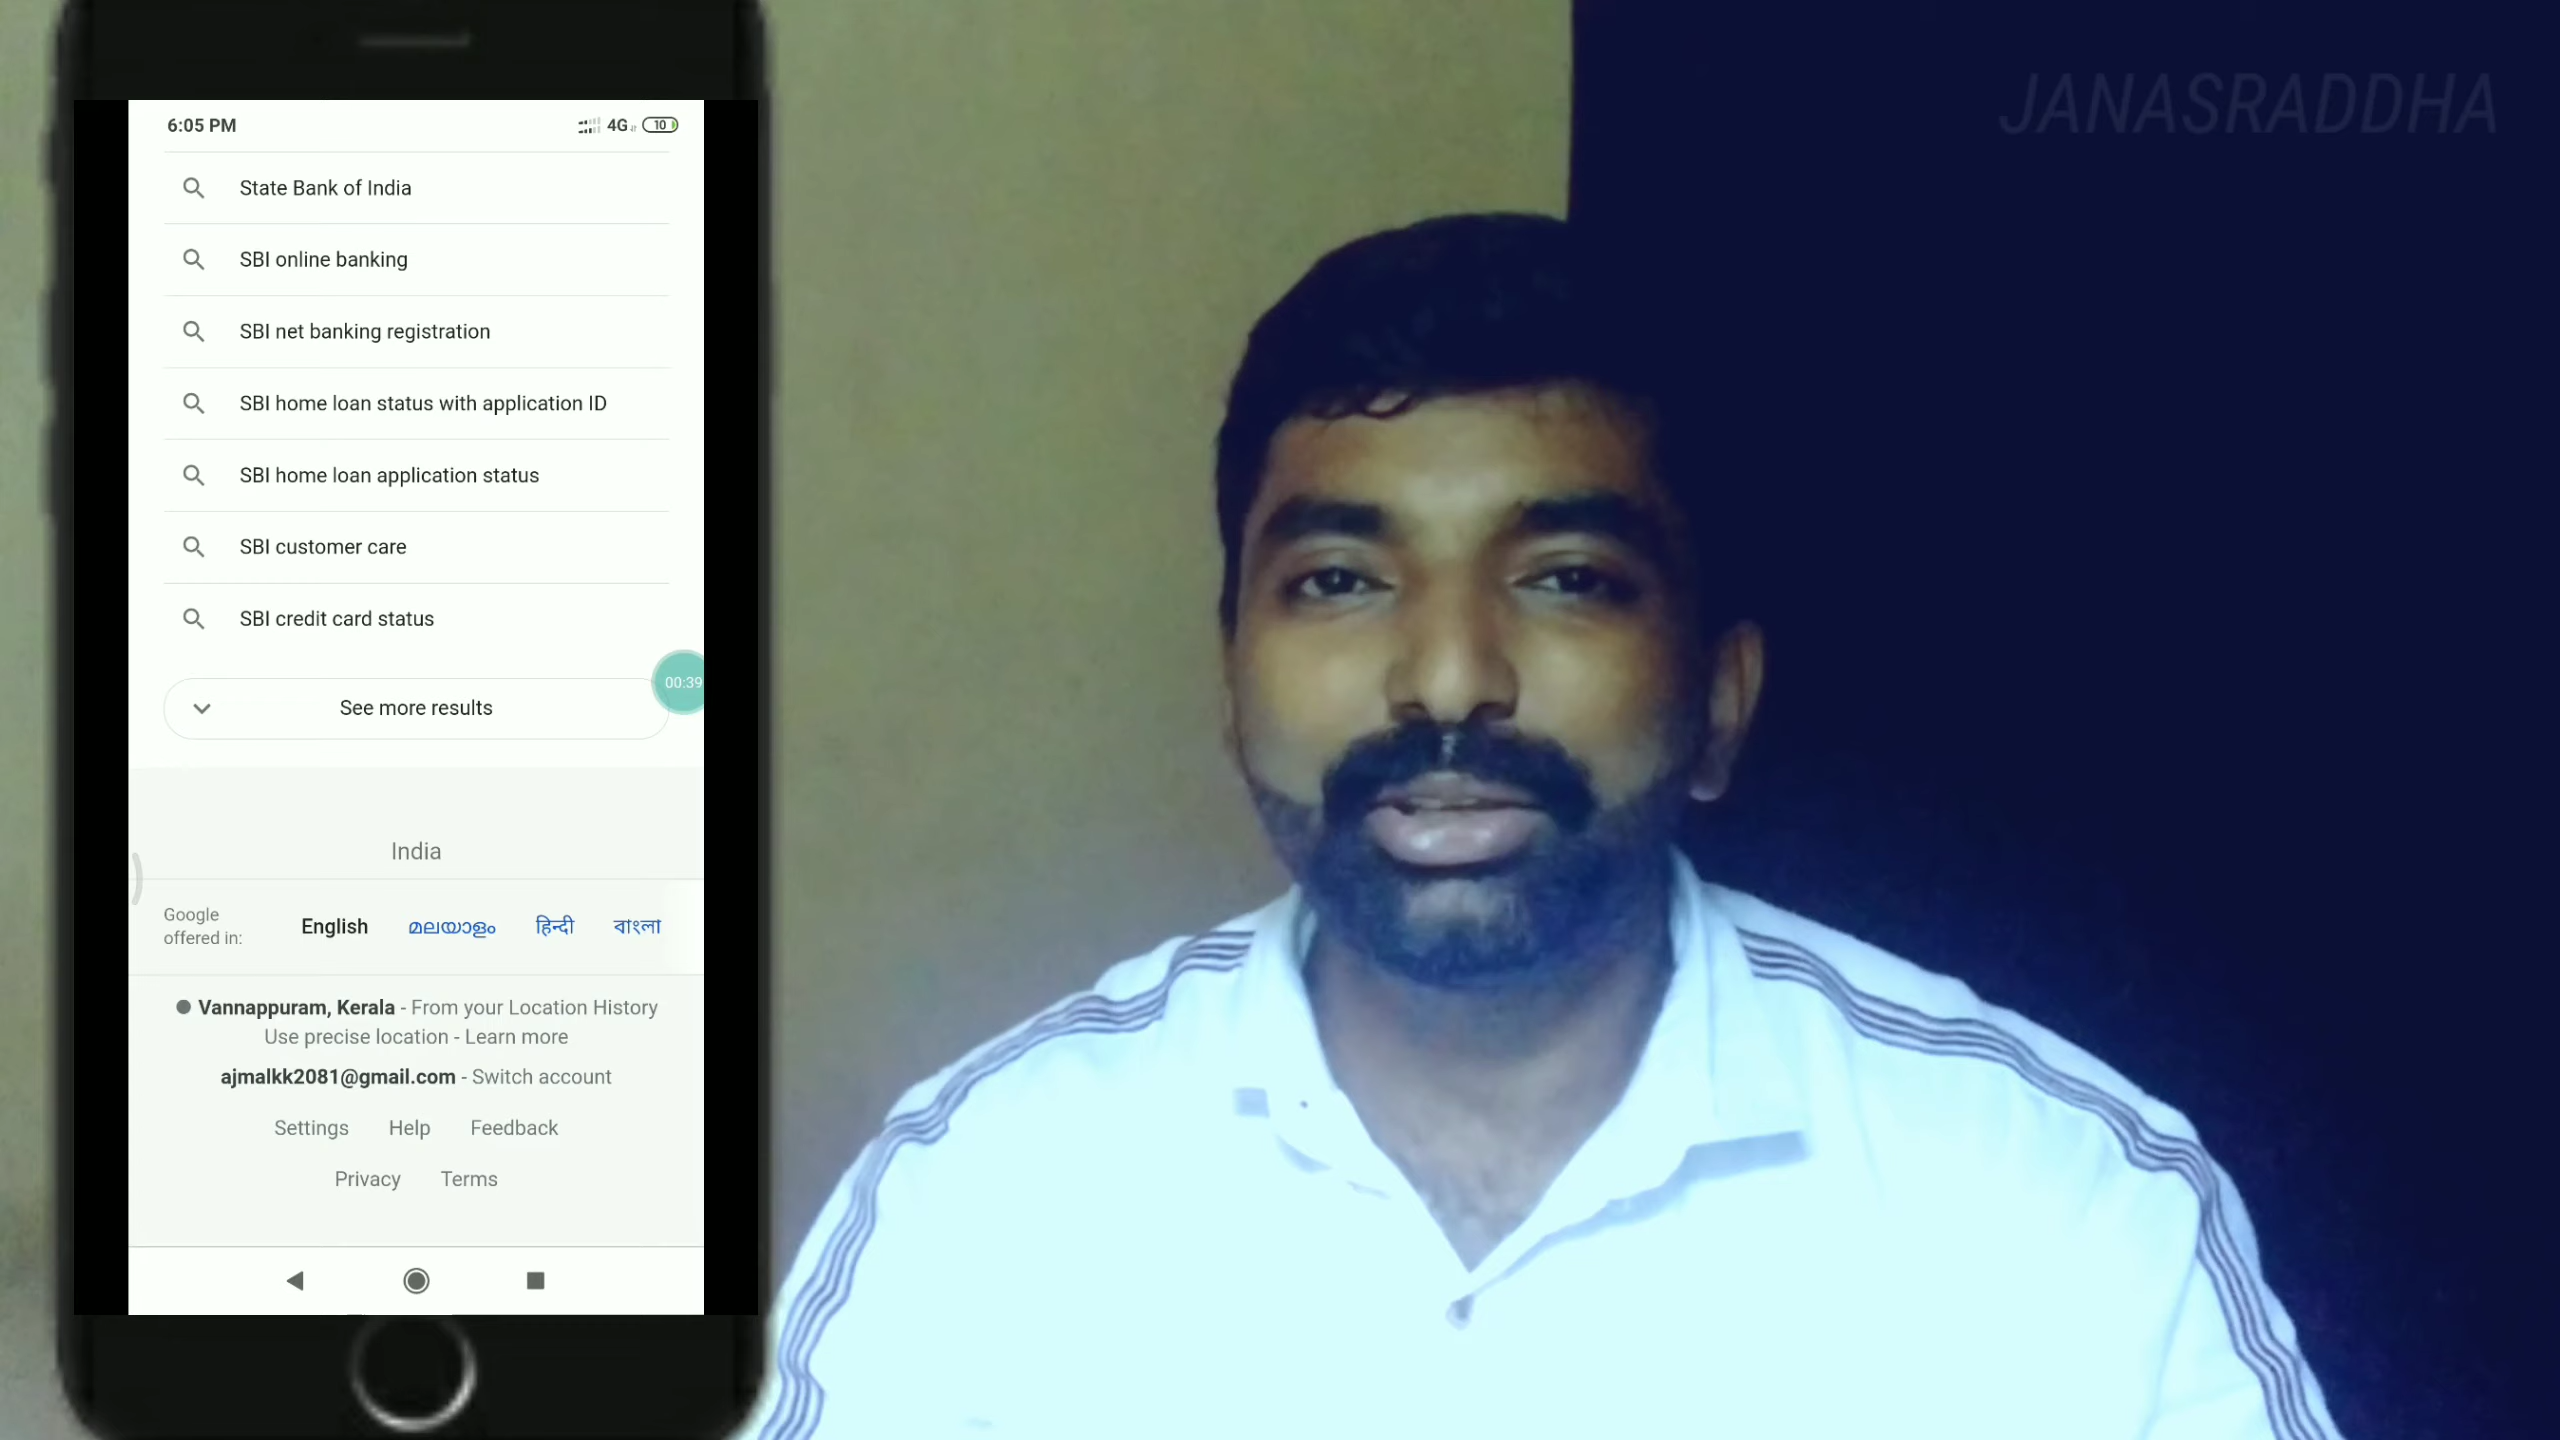 JANASRADDHA
6:05 PM
4G 10
State Bank of India
SBI online banking
SBI net banking registration
SBI home loan status with application ID
SBI home loan application status
SBI customer care
SBI credit card status
00:39
See more results
India
Google
offered in:
English മലയാളം हिन्दी বাংলা
Vannappuram, Kerala - From your Location History
Use precise location - Learn more
ajmalkk2081@gmail.com - Switch account
Settings Help Feedback
Privacy Terms